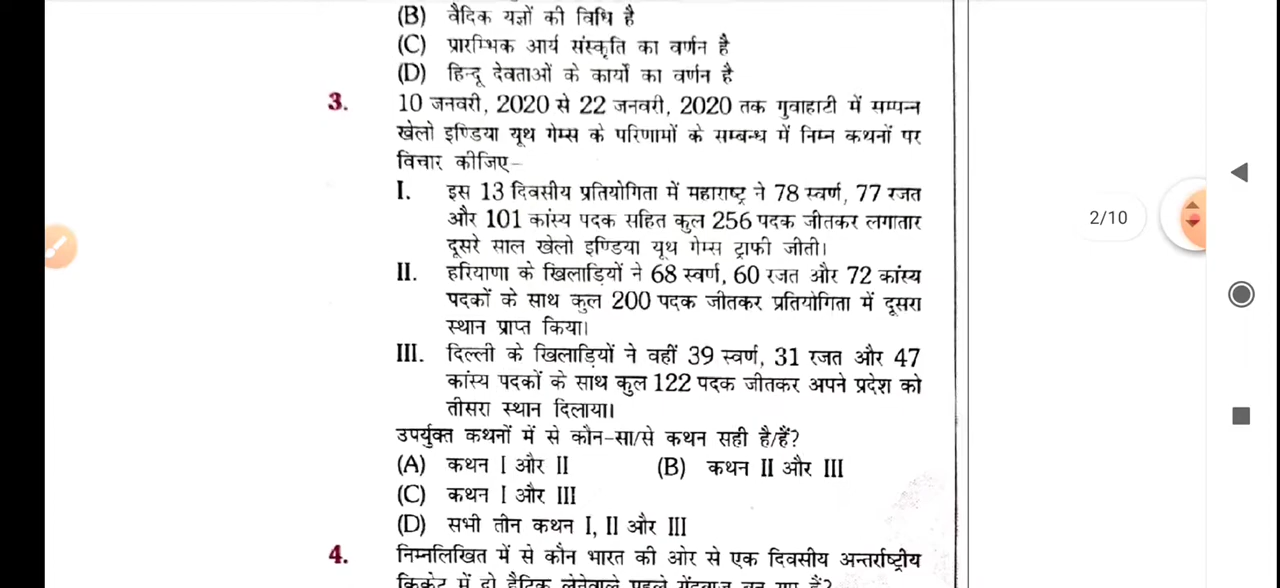 (B) वैदिक यज्ञों की विधि है
(C) प्रारम्भिक आर्य संस्कृति का वर्णन है
(D) हिन्दू देवताओं के कार्यों का वर्णन है
3. 10 जनवरी, 2020 से 22 जनवरी, 2020 तक गुवाहाटी में सम्पन्न
खेलो इण्डिया यूथ गेम्स के परिणामों के सम्बन्ध में निम्न कथनों पर
विचार कीजिए–
I. इस 13 दिवसीय प्रतियोगिता में महाराष्ट्र ने 78 स्वर्ण, 77 रजत
और 101 कांस्य पदक सहित कुल 256 पदक जीतकर लगातार
दूसरे साल खेलो इण्डिया यूथ गेम्स ट्राफी जीती।
2/10
II. हरियाणा के खिलाड़ियों ने 68 स्वर्ण, 60 रजत और 72 कांस्य
पदकों के साथ कुल 200 पदक जीतकर प्रतियोगिता में दूसरा
स्थान प्राप्त किया।
III. दिल्ली के खिलाड़ियों ने वहीं 39 स्वर्ण, 31 रजत और 47
कांस्य पदकों के साथ कुल 122 पदक जीतकर अपने प्रदेश को
तीसरा स्थान दिलाया।
उपर्युक्त कथनों में से कौन-सा/से कथन सही है/हैं?
(A) कथन I और II (B) कथन II और III
(C) कथन I और III
(D) सभी तीन कथन I, II और III
4. निम्नलिखित में से कौन भारत की ओर से एक दिवसीय अन्तर्राष्ट्रीय
क्रिकेट में दो हैट्रिक लेनेवाले पहले गेंदबाज बन गए हैं?